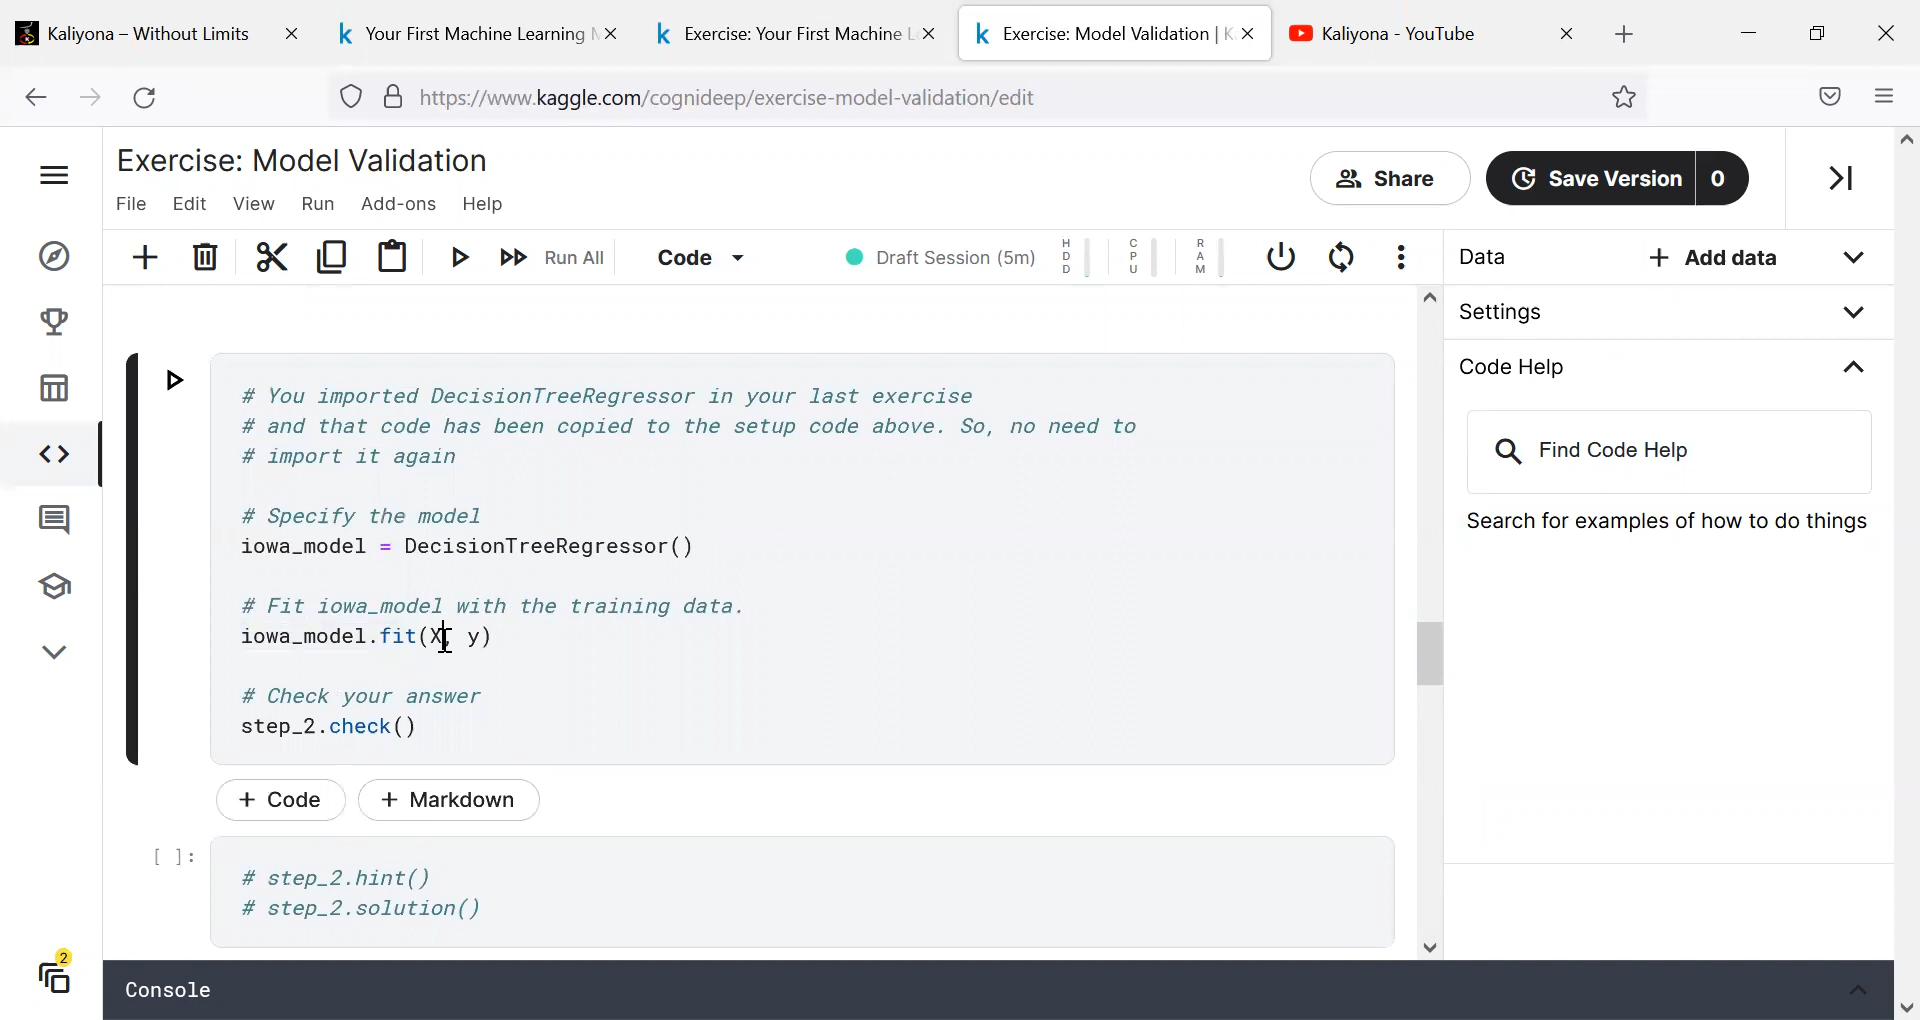 Kaliyona – Without Limits
Your First Machine Learning
Exercise: Your First Machine L
Exercise: Model Validation | K
Kaliyona - YouTube
https://www.kaggle.com/cognideep/exercise-model-validation/edit
Exercise: Model Validation
File Edit View Run Add-ons Help
Share
Save Version 0
Run All
Code
Draft Session (5m)
HDD
CPU
RAM
Data
+ Add data
Settings
Code Help
Find Code Help
Search for examples of how to do things
# You imported DecisionTreeRegressor in your last exercise
# and that code has been copied to the setup code above. So, no need to
# import it again
# Specify the model
iowa_model = DecisionTreeRegressor()
# Fit iowa_model with the training data.
iowa_model.fit(X, y)
# Check your answer
step_2.check()
+ Code
+ Markdown
[ ]:
# step_2.hint()
# step_2.solution()
2
Console